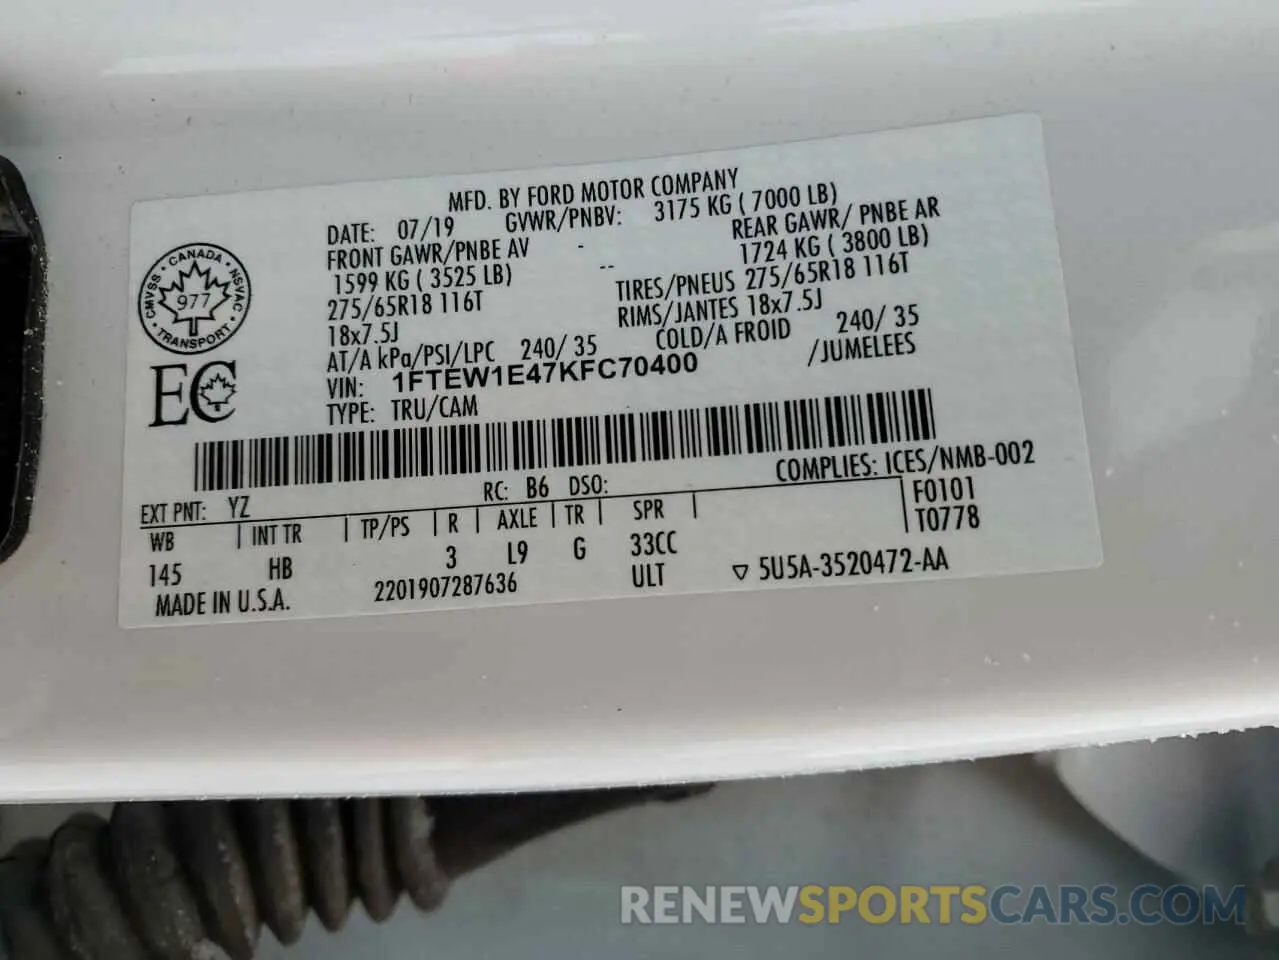 MFD. BY FORD MOTOR COMPANY
DATE: 07/19 GVWR/PNBV: 3175 KG ( 7000 LB)
FRONT GAWR/PNBE AV - REAR GAWR/ PNBE AR
1599 KG ( 3525 LB) -- 1724 KG ( 3800 LB)
275/65R18 116T TIRES/PNEUS 275/65R18 116T
18x7.5J RIMS/JANTES 18x7.5J
AT/A kPa/PSI/LPC 240/ 35 COLD/A FROID 240/ 35
VIN: 1FTEW1E47KFC70400 /JUMELEES
TYPE: TRU/CAM
CANADA
CMVSS NSVAC
977
TRANSPORT
EC
COMPLIES: ICES/NMB-002
EXT PNT: YZ RC: B6 DSO: F0101
WB INT TR TP/PS R AXLE TR SPR T0778
145 HB 3 L9 G 33CC
MADE IN U.S.A. 2201907287636 ULT ▽ 5U5A-3520472-AA
RENEWSPORTSCARS.COM